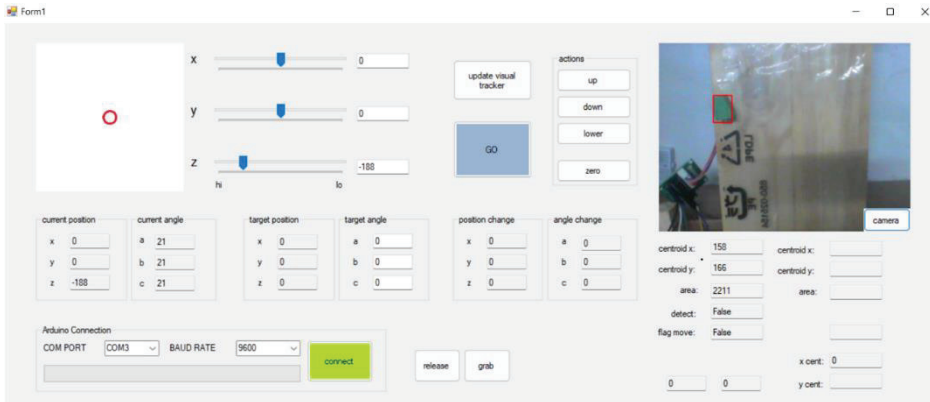 Form1
x 0
y 0
z -188
hi lo
update visual tracker
GO
actions
up
down
lower
zero
LDPE
camera
current position
x 0
y 0
z -188
current angle
a 21
b 21
c 21
target position
x 0
y 0
z 0
target angle
a 0
b 0
c 0
position change
x 0
y 0
z 0
angle change
a 0
b 0
c 0
centroid x: 158
centroid y: 166
area: 2211
detect: False
flag move: False
centroid x:
centroid y:
area:
x cent: 0
y cent:
0 0
Arduino Connection
COM PORT COM3 BAUD RATE 9600
connect
release
grab